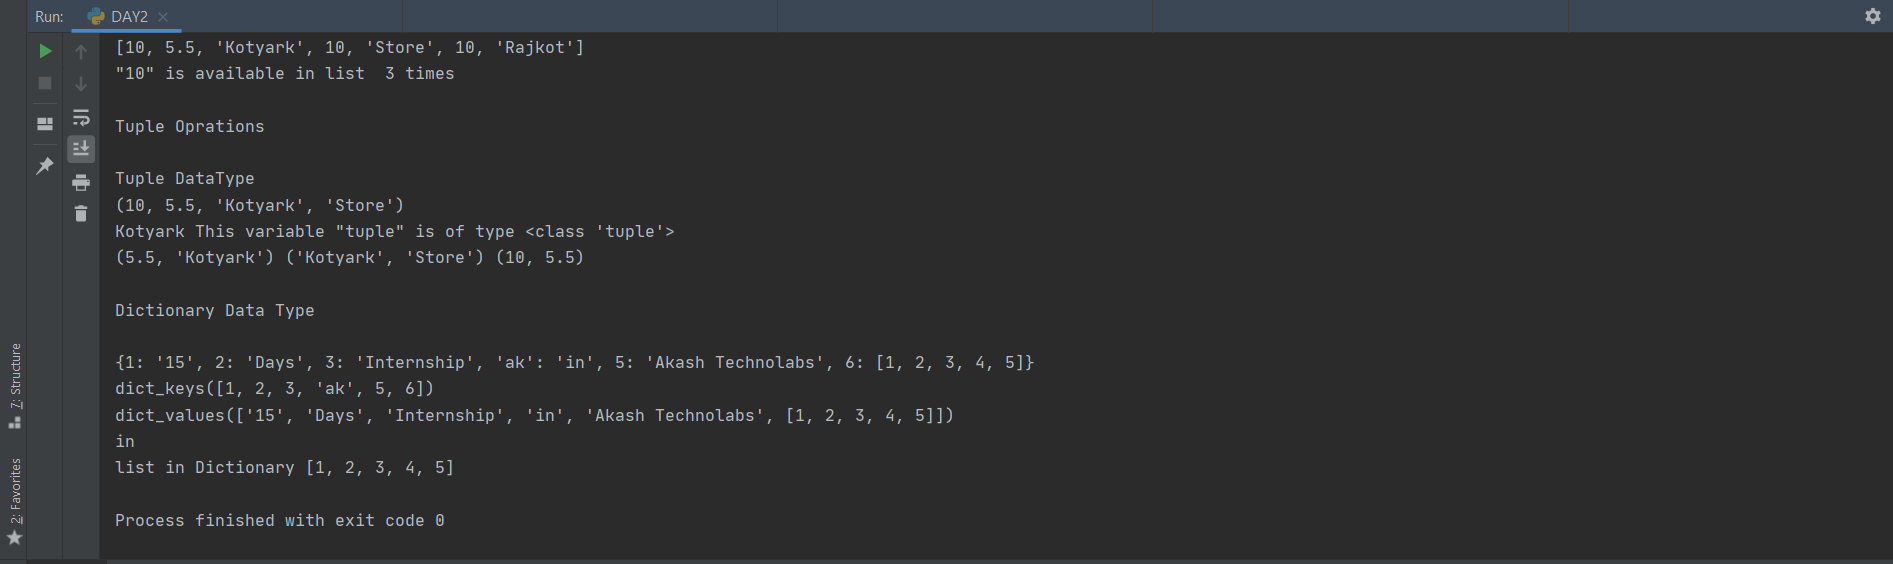 Run: DAY2
[10, 5.5, 'Kotyark', 10, 'Store', 10, 'Rajkot']
"10" is available in list  3 times
Tuple Oprations
Tuple DataType
(10, 5.5, 'Kotyark', 'Store')
Kotyark This variable "tuple" is of type <class 'tuple'>
(5.5, 'Kotyark') ('Kotyark', 'Store') (10, 5.5)
Dictionary Data Type
{1: '15', 2: 'Days', 3: 'Internship', 'ak': 'in', 5: 'Akash Technolabs', 6: [1, 2, 3, 4, 5]}
dict_keys([1, 2, 3, 'ak', 5, 6])
dict_values(['15', 'Days', 'Internship', 'in', 'Akash Technolabs', [1, 2, 3, 4, 5]])
in
list in Dictionary [1, 2, 3, 4, 5]
Process finished with exit code 0
7: Structure
2: Favorites